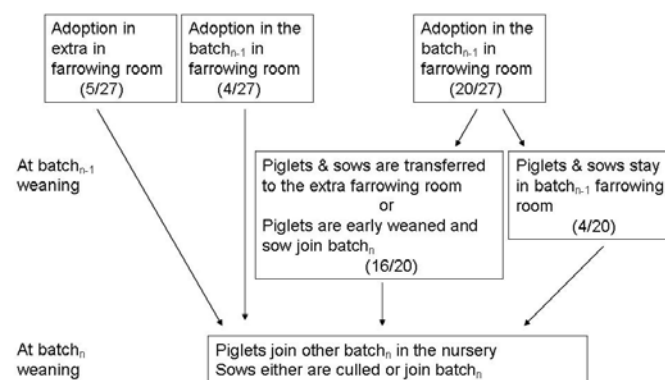 Adoption in
extra in
farrowing room
(5/27)
Adoption in the
batchn-1 in
farrowing room
(4/27)
Adoption in the
batchn-1 in
farrowing room
(20/27)
At batchn-1
weaning
Piglets & sows are transferred
to the extra farrowing room
or
Piglets are early weaned and
sow join batchn
(16/20)
Piglets & sows stay
in batchn-1 farrowing
room
(4/20)
At batchn
weaning
Piglets join other batchn in the nursery
Sows either are culled or join batchn